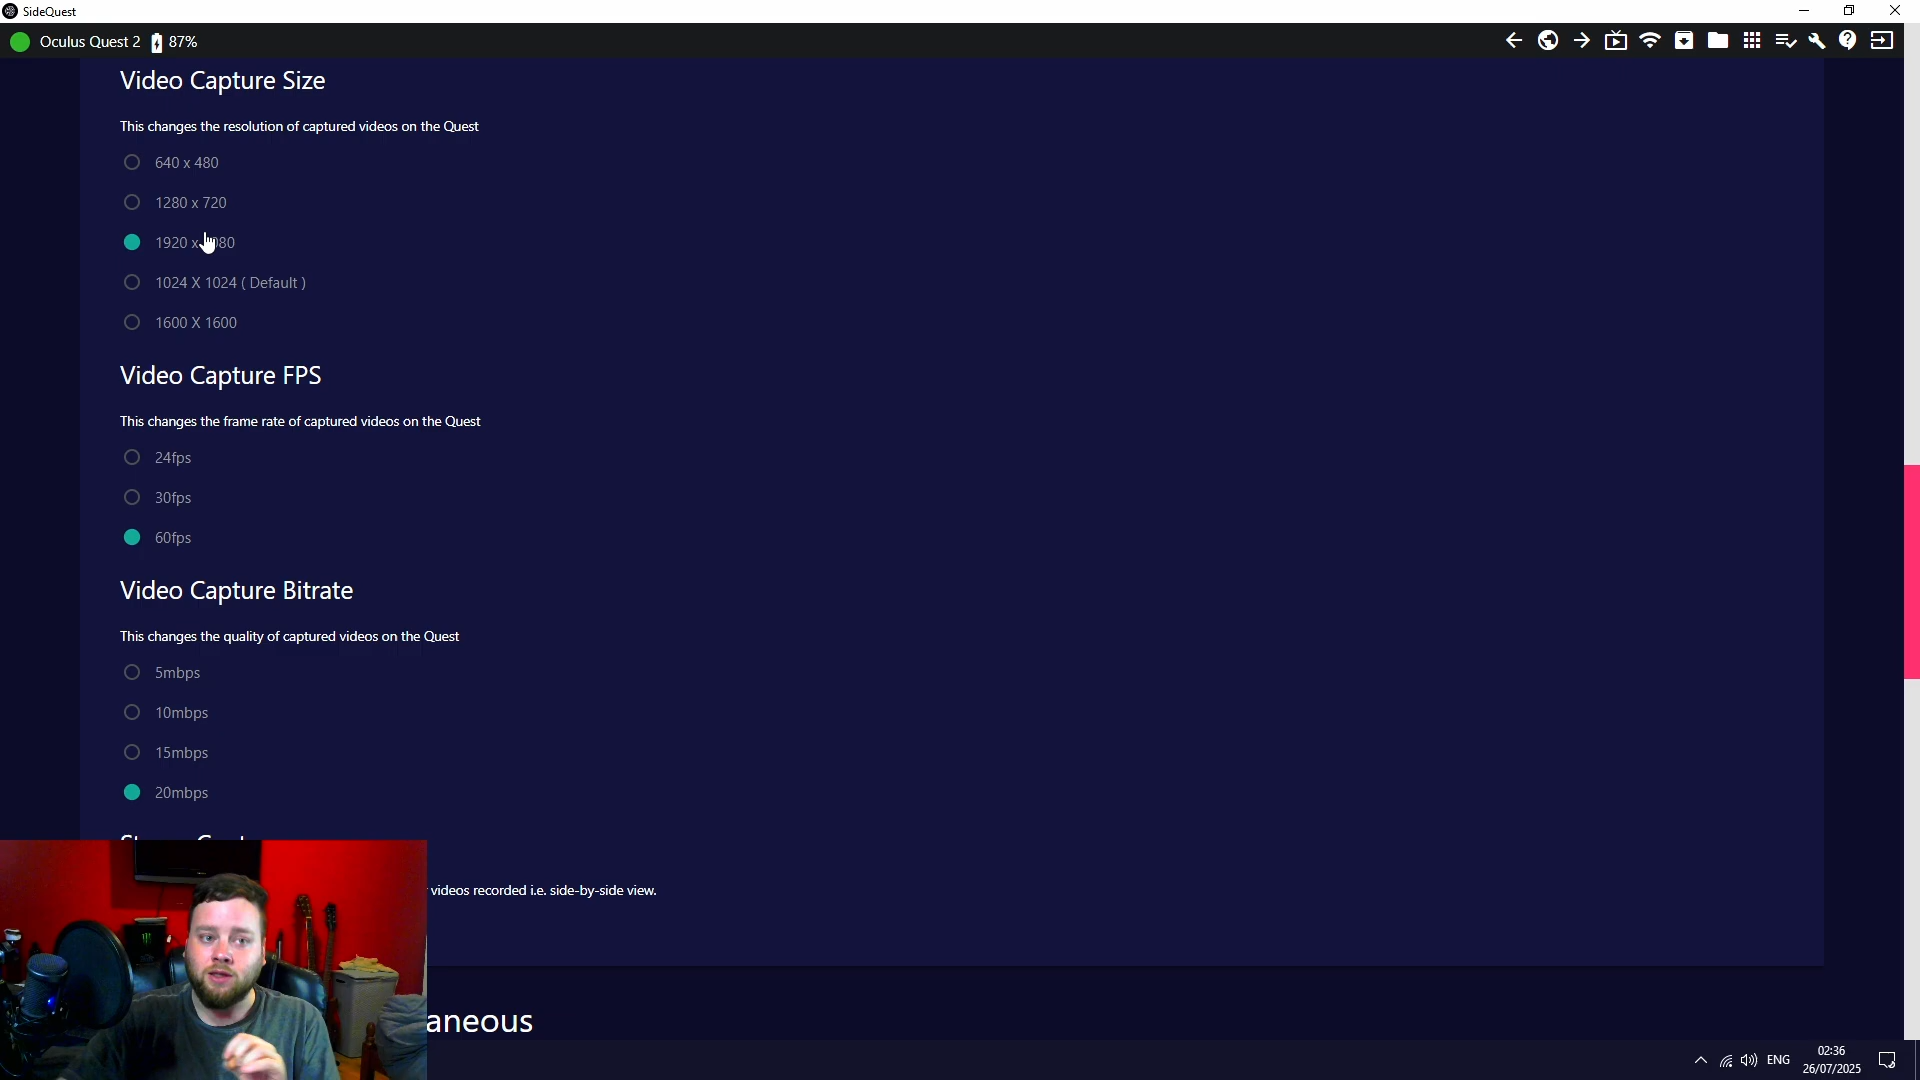 SideQuest
Oculus Quest 2 87%
Video Capture Size
This changes the resolution of captured videos on the Quest
640 x 480
1280 x 720
1920 x 1080
1024 X 1024 ( Default )
1600 X 1600
Video Capture FPS
This changes the frame rate of captured videos on the Quest
24fps
30fps
60fps
Video Capture Bitrate
This changes the quality of captured videos on the Quest
5mbps
10mbps
15mbps
20mbps
videos recorded i.e. side-by-side view.
aneous
ENG
02:36
26/07/2025